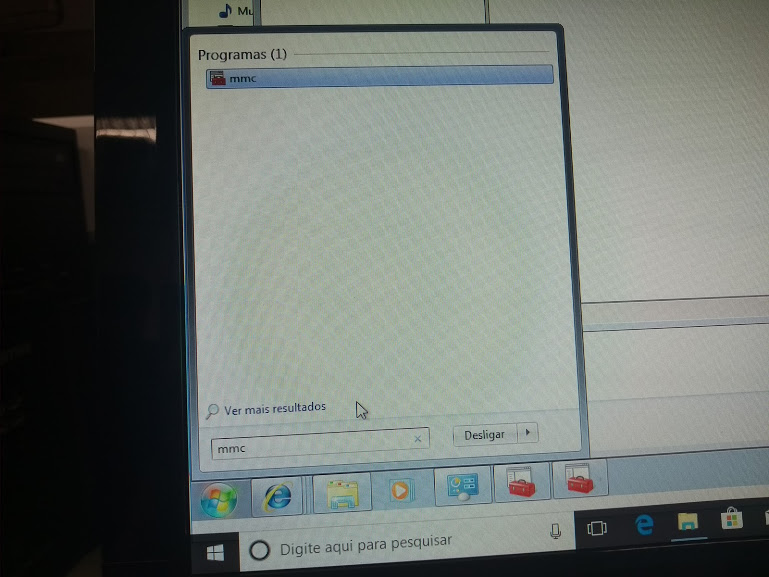 Mu
Programas (1)
mmc
Ver mais resultados
mmc
Desligar
Digite aqui para pesquisar